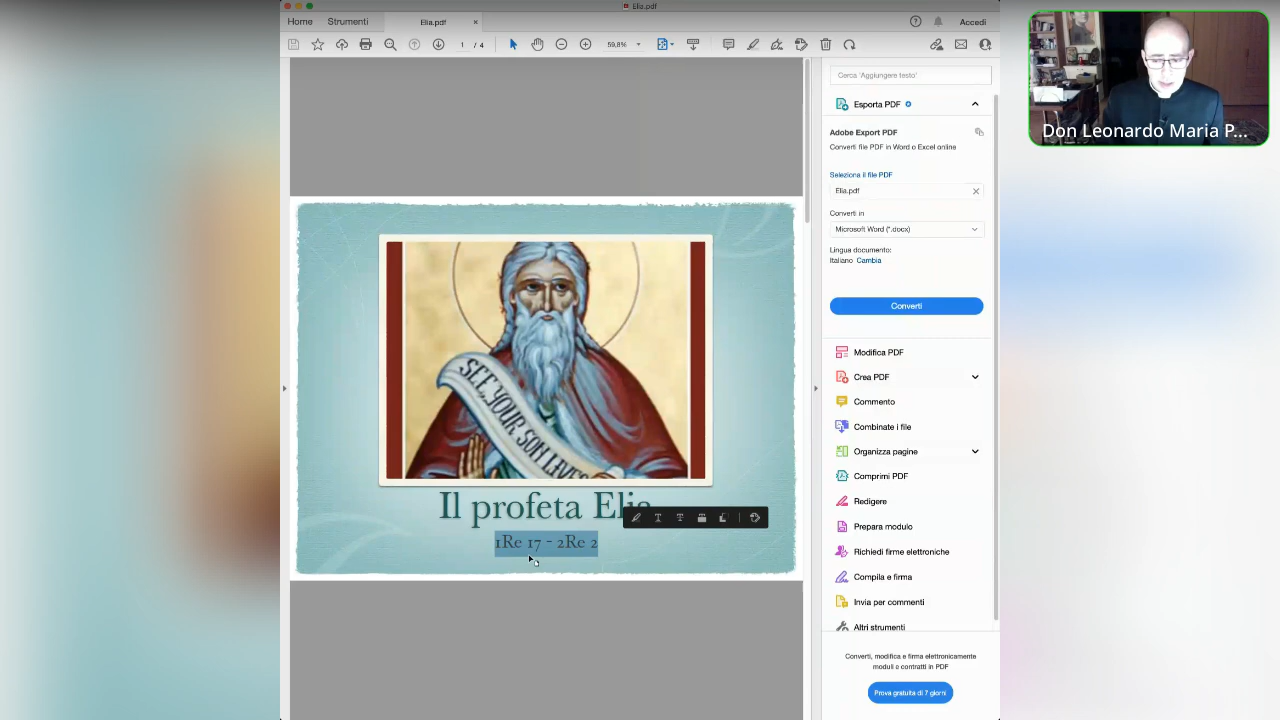 Elia.pdf
Home Strumenti Elia.pdf × Accedi
1 / 4 59,8%
Cerca 'Aggiungere testo'
Esporta PDF
Adobe Export PDF
Converti file PDF in Word o Excel online
Seleziona il file PDF
Elia.pdf
Converti in
Microsoft Word (*.docx)
Lingua documento:
Italiano Cambia
Converti
Modifica PDF
Crea PDF
Commento
Combinate i file
Organizza pagine
Comprimi PDF
Redigere
Prepara modulo
Richiedi firme elettroniche
Compila e firma
Invia per commenti
Altri strumenti
Converti, modifica e firma elettronicamente
moduli e contratti in PDF
Prova gratuita di 7 giorni
SEE, YOUR SON LIVES
Il profeta Elia
1Re 17 - 2Re 2
Don Leonardo Maria P...